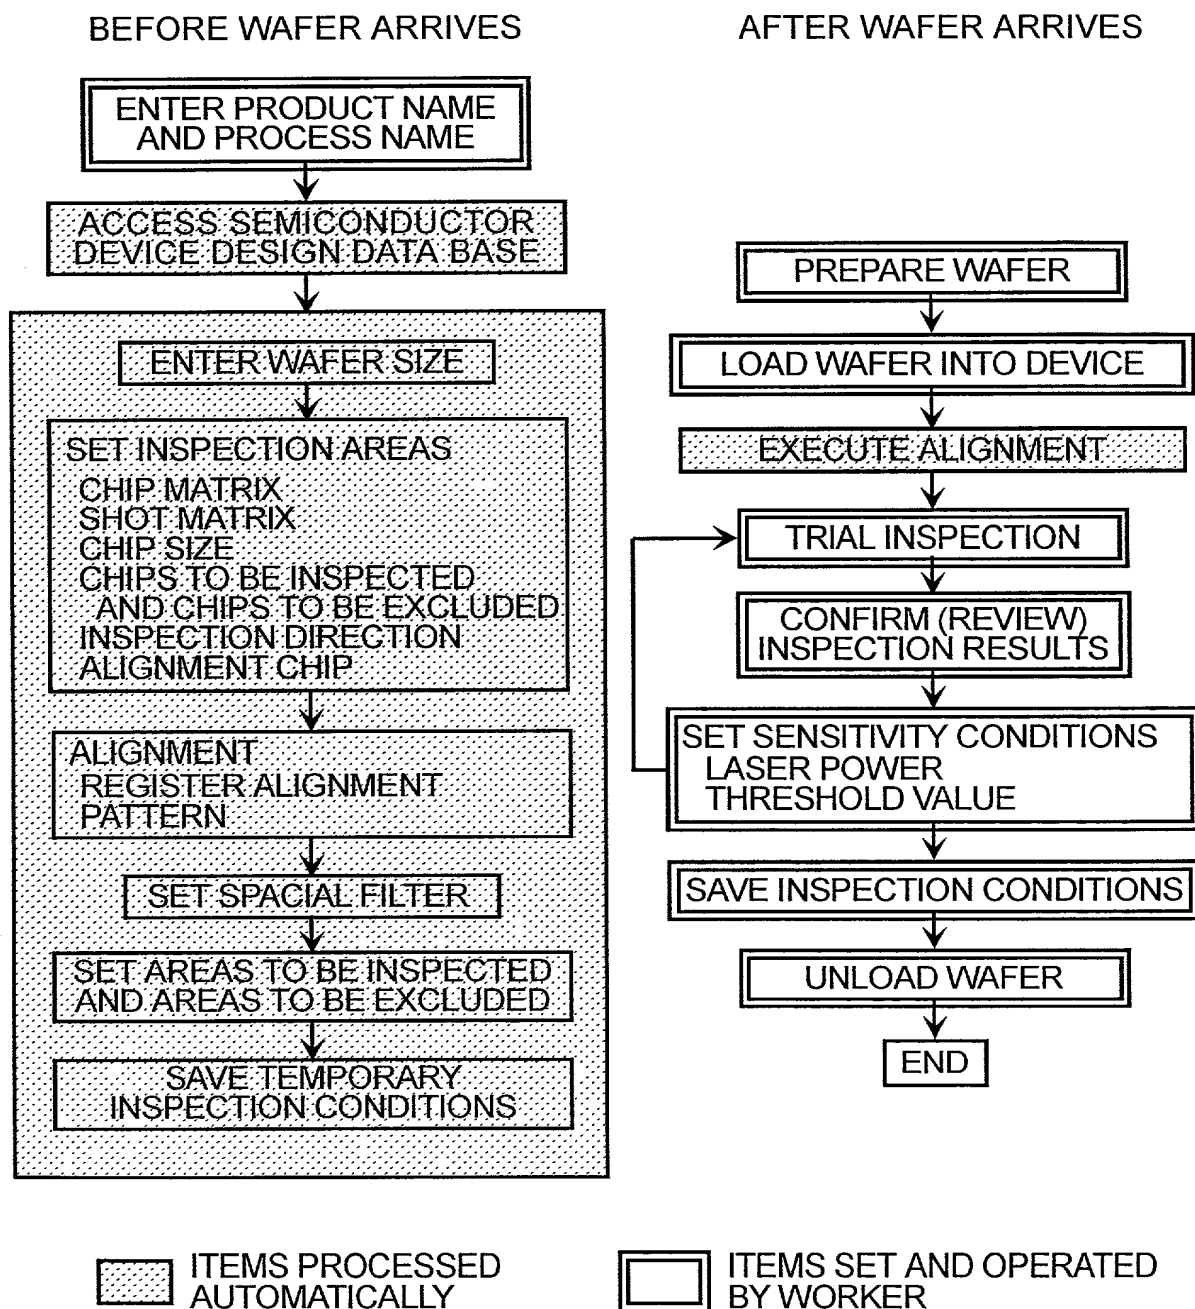 BEFORE WAFER ARRIVES
ENTER PRODUCT NAME
AND PROCESS NAME
ACCESS SEMICONDUCTOR
DEVICE DESIGN DATA BASE
ENTER WAFER SIZE
SET INSPECTION AREAS
CHIP MATRIX
SHOT MATRIX
CHIP SIZE
CHIPS TO BE INSPECTED
AND CHIPS TO BE EXCLUDED
INSPECTION DIRECTION
ALIGNMENT CHIP
ALIGNMENT
REGISTER ALIGNMENT
PATTERN
SET SPACIAL FILTER
SET AREAS TO BE INSPECTED
AND AREAS TO BE EXCLUDED
SAVE TEMPORARY
INSPECTION CONDITIONS
AFTER WAFER ARRIVES
PREPARE WAFER
LOAD WAFER INTO DEVICE
EXECUTE ALIGNMENT
TRIAL INSPECTION
CONFIRM (REVIEW)
INSPECTION RESULTS
SET SENSITIVITY CONDITIONS
LASER POWER
THRESHOLD VALUE
SAVE INSPECTION CONDITIONS
UNLOAD WAFER
END
ITEMS PROCESSED
AUTOMATICALLY
ITEMS SET AND OPERATED
BY WORKER